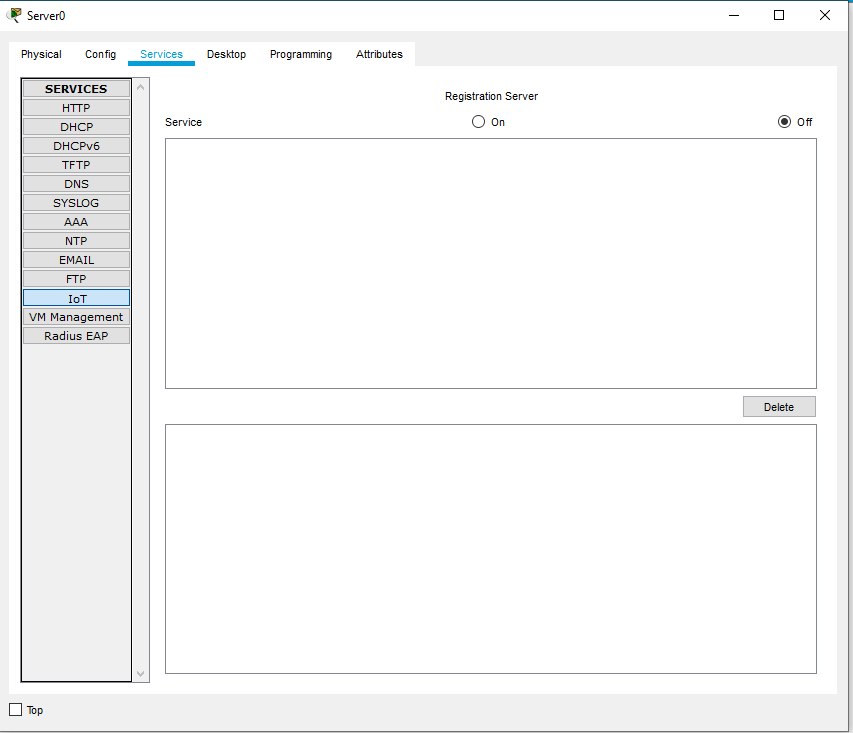 Server0
Physical Config Services Desktop Programming Attributes
SERVICES
HTTP
DHCP
DHCPv6
TFTP
DNS
SYSLOG
AAA
NTP
EMAIL
FTP
IoT
VM Management
Radius EAP
Registration Server
Service On Off
Delete
Top